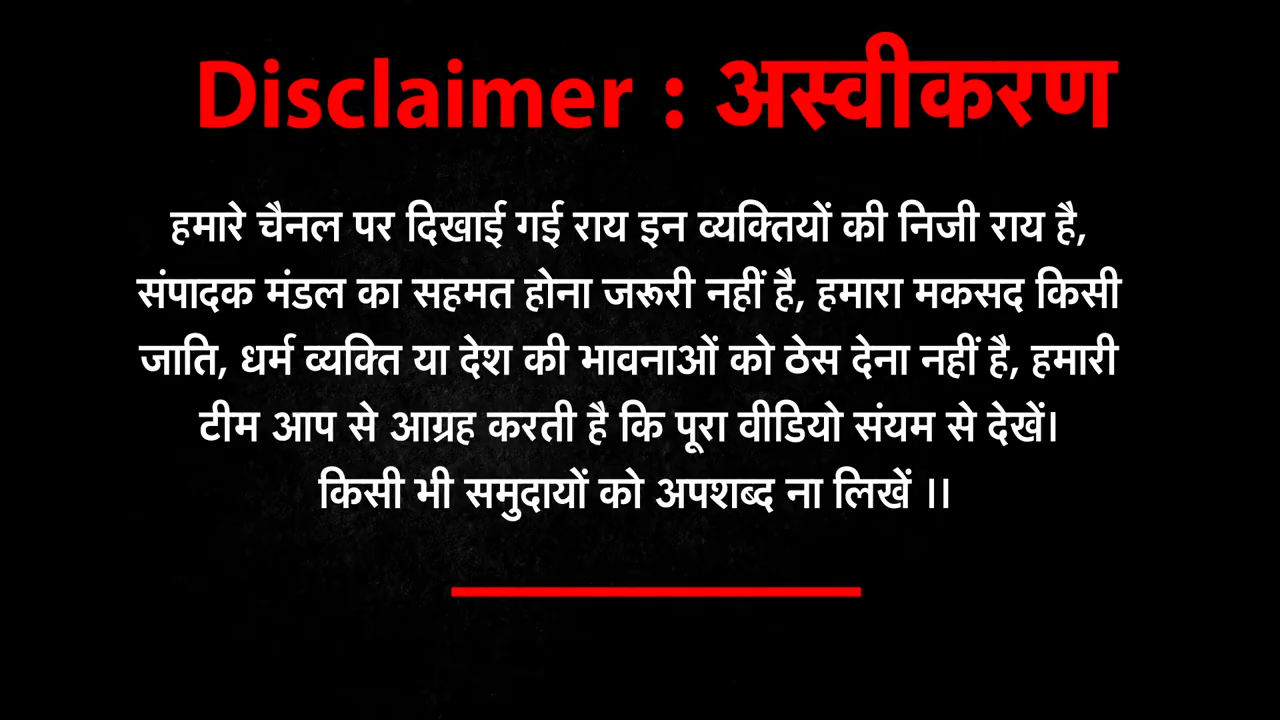 Disclaimer : अस्वीकरण
हमारे चैनल पर दिखाई गई राय इन व्यक्तियों की निजी राय है,
संपादक मंडल का सहमत होना जरूरी नहीं है, हमारा मकसद किसी
जाति, धर्म व्यक्ति या देश की भावनाओं को ठेस देना नहीं है, हमारी
टीम आप से आग्रह करती है कि पूरा वीडियो संयम से देखें।
किसी भी समुदायों को अपशब्द ना लिखें ।।